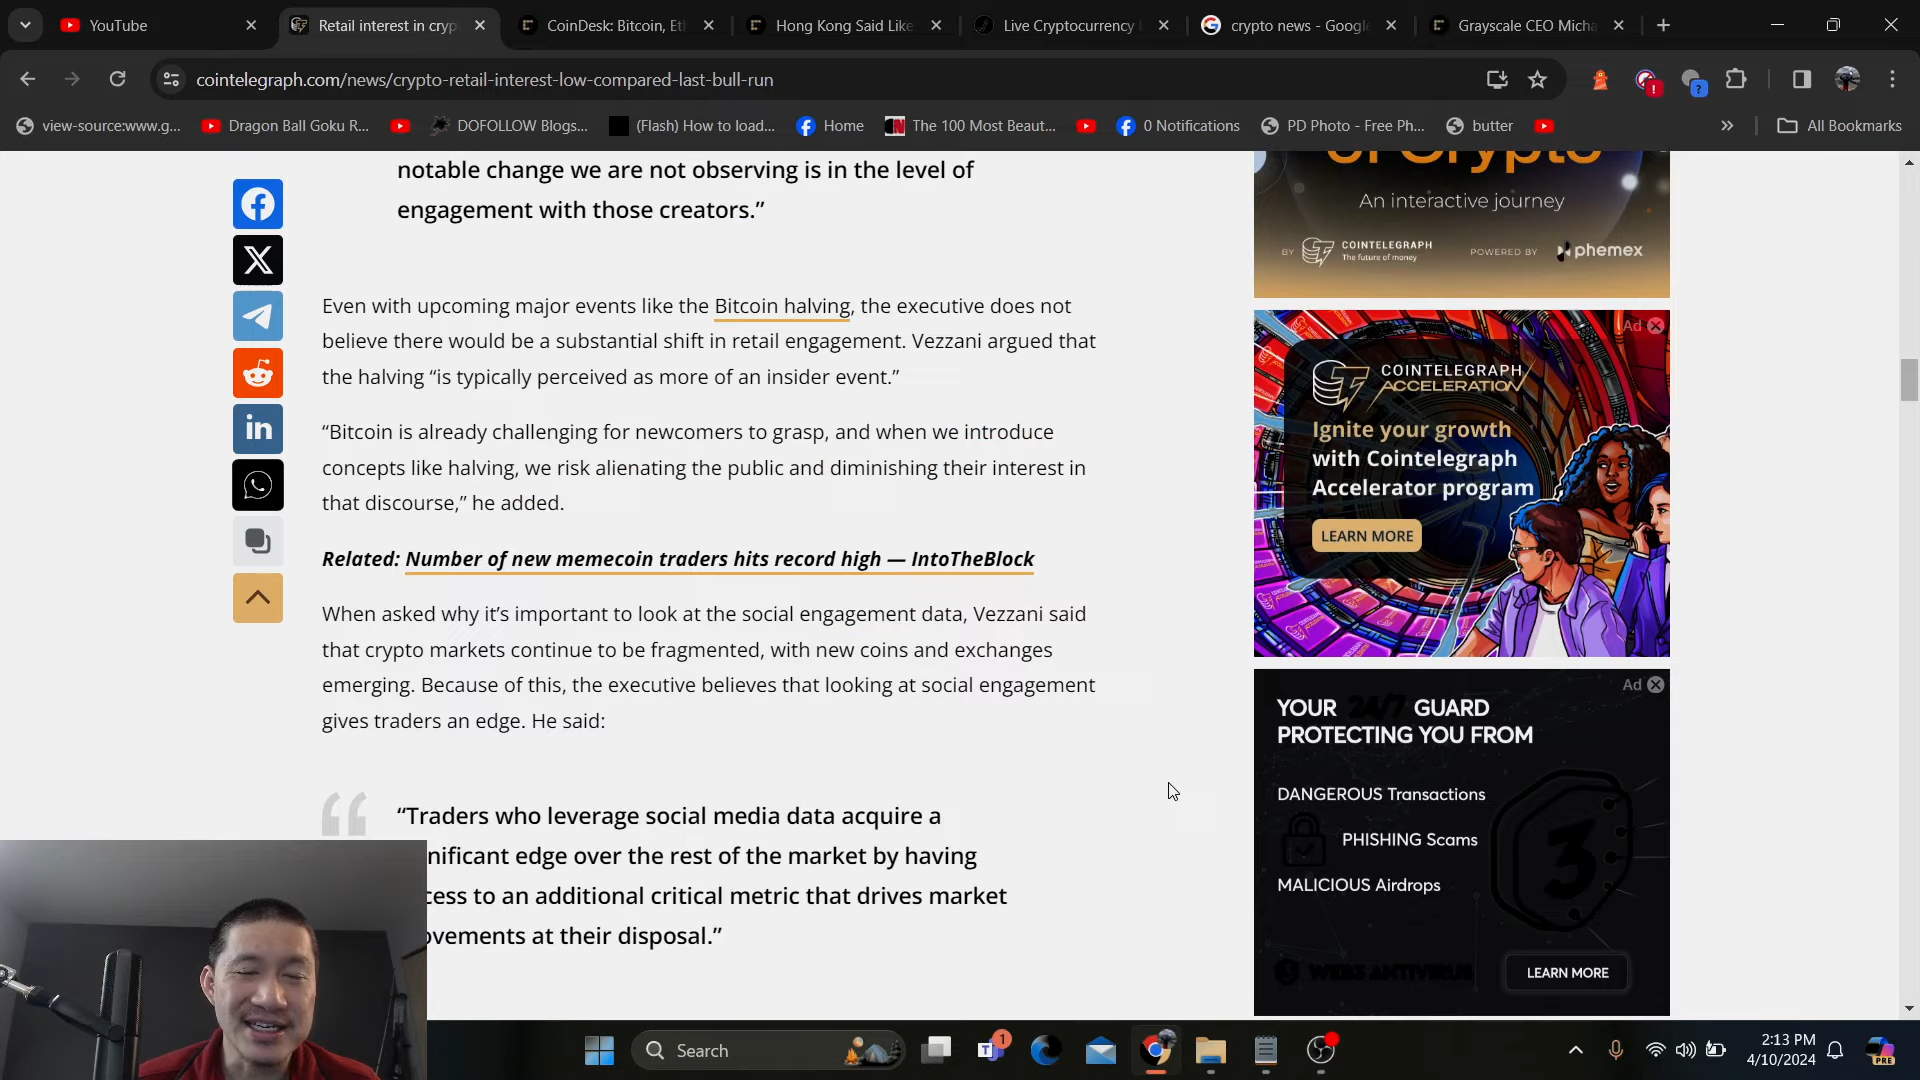 YouTube
Retail interest in cryp
CoinDesk: Bitcoin, Et
Hong Kong Said Like
Live Cryptocurrency
crypto news - Googl
Grayscale CEO Micha
cointelegraph.com/news/crypto-retail-interest-low-compared-last-bull-run
view-source:www.g...
Dragon Ball Goku R...
DOFOLLOW Blogs...
(Flash) How to load...
Home
The 100 Most Beaut...
0 Notifications
PD Photo - Free Ph...
butter
All Bookmarks
notable change we are not observing is in the level of
engagement with those creators.”
Even with upcoming major events like the Bitcoin halving, the executive does not
believe there would be a substantial shift in retail engagement. Vezzani argued that
the halving “is typically perceived as more of an insider event.”
“Bitcoin is already challenging for newcomers to grasp, and when we introduce
concepts like halving, we risk alienating the public and diminishing their interest in
that discourse,” he added.
Related: Number of new memecoin traders hits record high — IntoTheBlock
When asked why it’s important to look at the social engagement data, Vezzani said
that crypto markets continue to be fragmented, with new coins and exchanges
emerging. Because of this, the executive believes that looking at social engagement
gives traders an edge. He said:
“Traders who leverage social media data acquire a
nificant edge over the rest of the market by having
cess to an additional critical metric that drives market
ovements at their disposal.”
of Crypto
An interactive journey
BY COINTELEGRAPH
The future of money
POWERED BY phemex
Ad
COINTELEGRAPH
ACCELERATION
Ignite your growth
with Cointelegraph
Accelerator program
LEARN MORE
Ad
YOUR 24/7 GUARD
PROTECTING YOU FROM
DANGEROUS Transactions
PHISHING Scams
MALICIOUS Airdrops
3
WEB3 ANTIVIRUS
LEARN MORE
Search
1
2:13 PM
4/10/2024
PRE